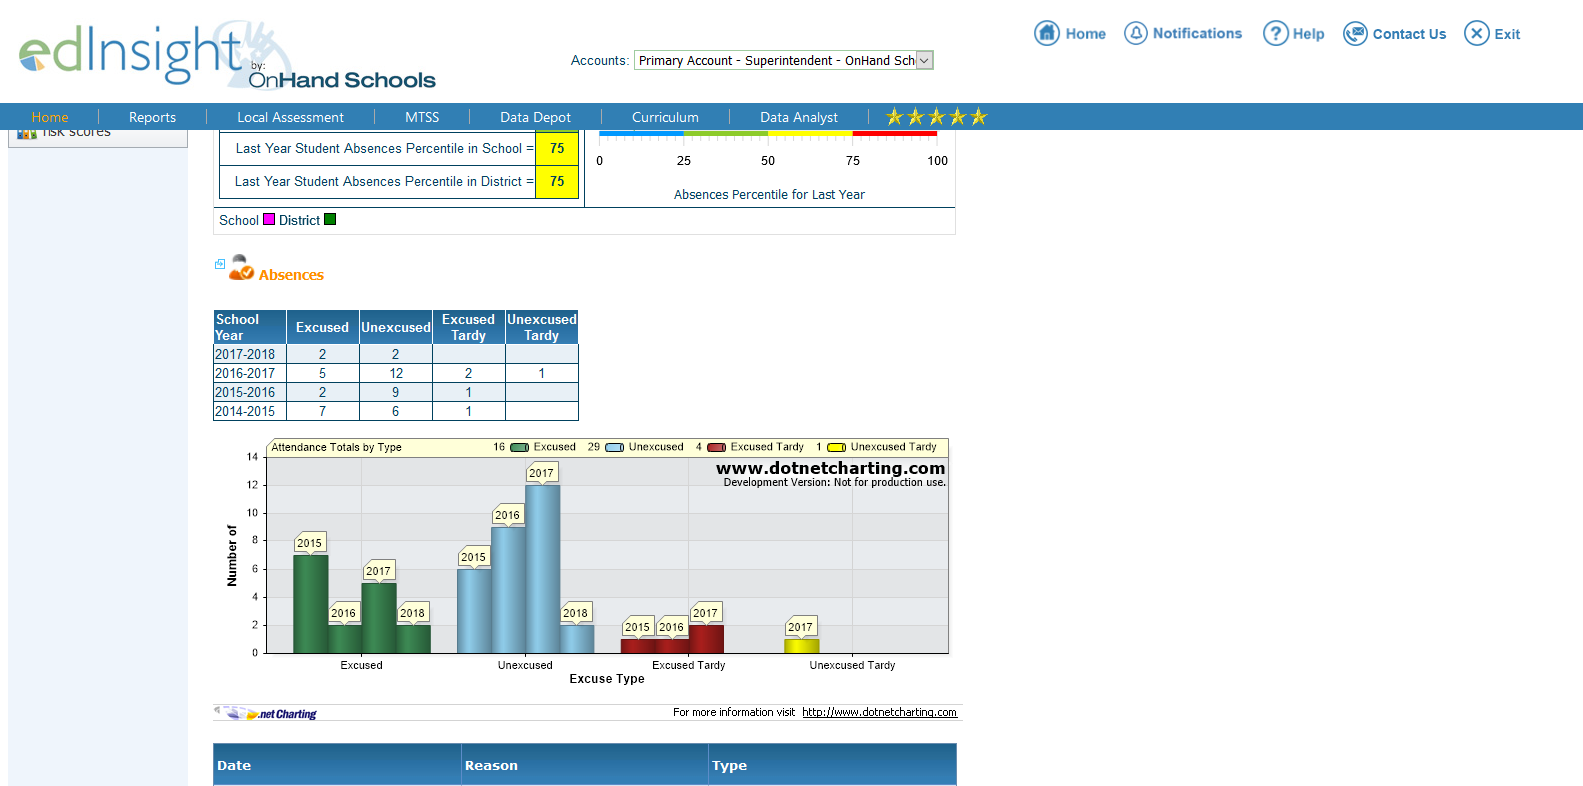 edInsight
by:
OnHand Schools
Accounts: Primary Account - Superintendent - OnHand Sch
Home
Notifications
Help
Contact Us
Exit
Home Reports Local Assessment MTSS Data Depot Curriculum Data Analyst
risk scores
Last Year Student Absences Percentile in School = 75
Last Year Student Absences Percentile in District = 75
0 25 50 75 100
Absences Percentile for Last Year
School District
Absences
School Year Excused Unexcused Excused Tardy Unexcused Tardy
2017-2018 2 2
2016-2017 5 12 2 1
2015-2016 2 9 1
2014-2015 7 6 1
Attendance Totals by Type 16 Excused 29 Unexcused 4 Excused Tardy 1 Unexcused Tardy
www.dotnetcharting.com
Development Version: Not for production use.
Number of
14
12
10
8
6
4
2
0
2015 2016 2017 2018
2015 2016 2017 2018
2015 2016 2017
2017
Excused Unexcused Excused Tardy Unexcused Tardy
Excuse Type
.net Charting
For more information visit http://www.dotnetcharting.com
Date Reason Type